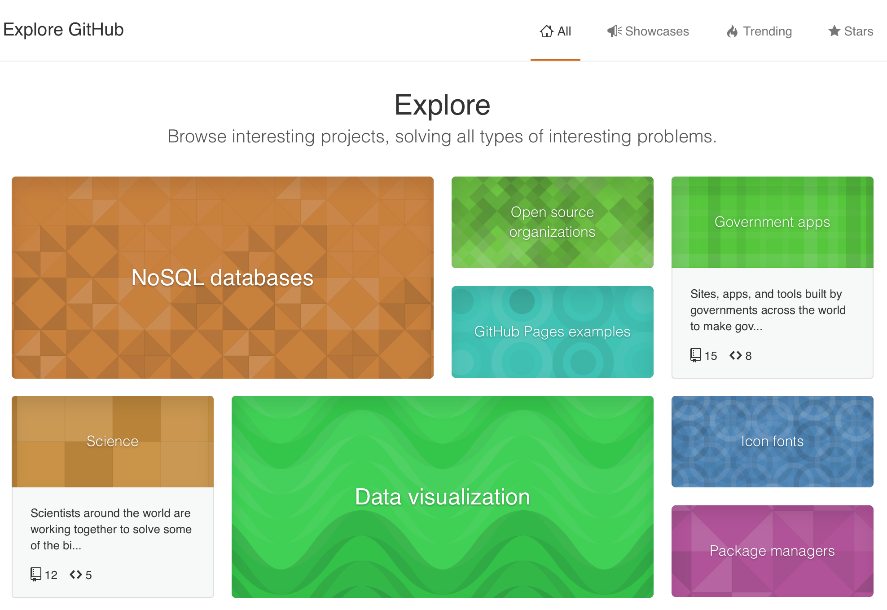 Explore GitHub
All
Showcases
Trending
Stars
Explore
Browse interesting projects, solving all types of interesting problems.
NoSQL databases
Open source
organizations
GitHub Pages examples
Government apps
Sites, apps, and tools built by
governments across the world
to make gov...
15 8
Science
Scientists around the world are
working together to solve some
of the bi...
12 5
Data visualization
Icon fonts
Package managers